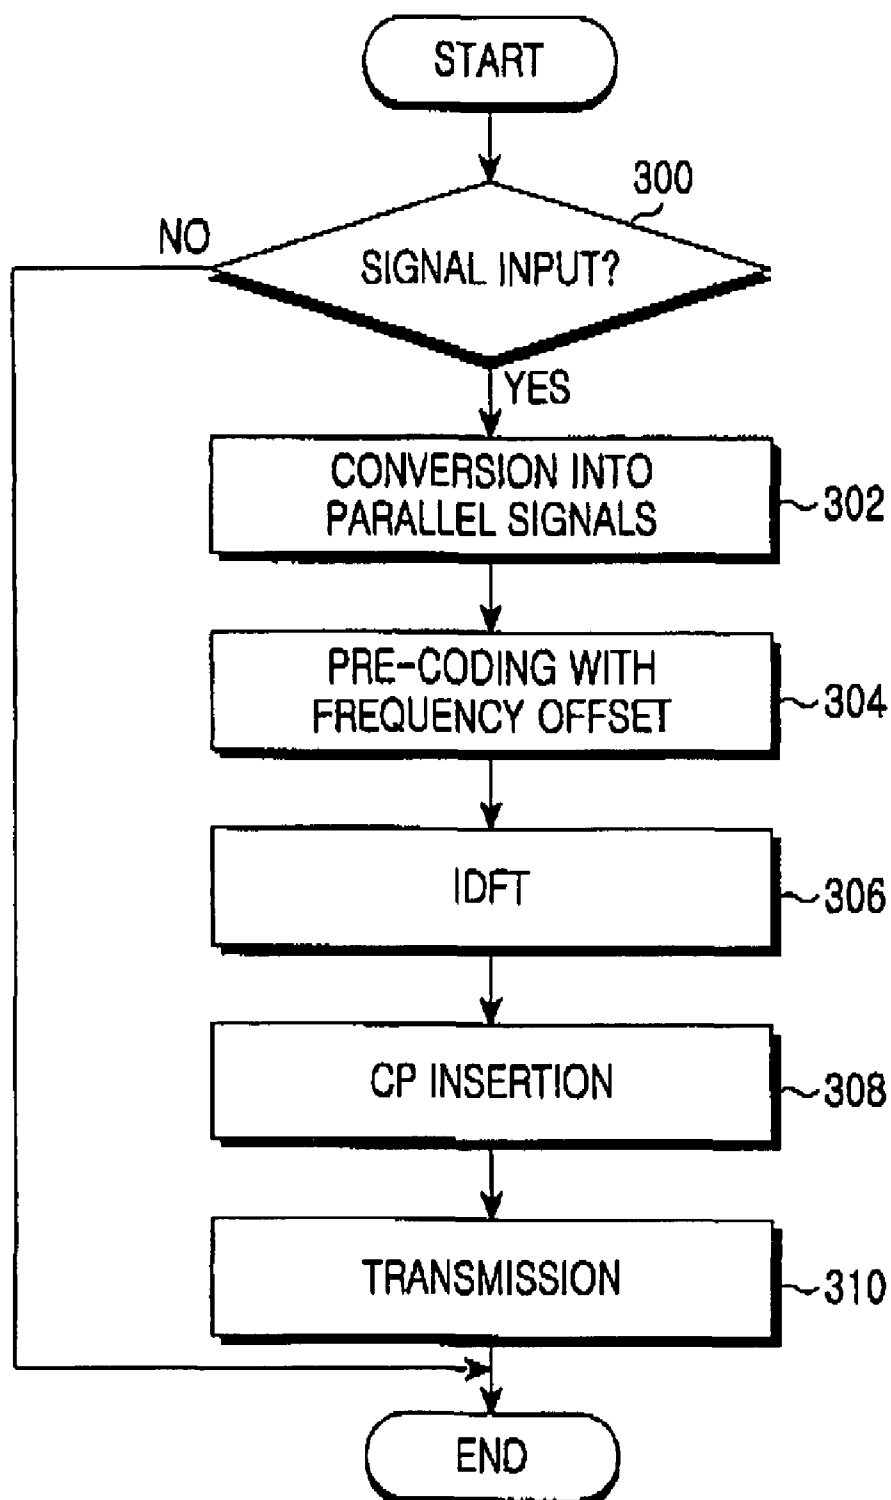 START
300
NO
SIGNAL INPUT?
YES
CONVERSION INTO
PARALLEL SIGNALS
302
PRE-CODING WITH
FREQUENCY OFFSET
304
IDFT
306
CP INSERTION
308
TRANSMISSION
310
END